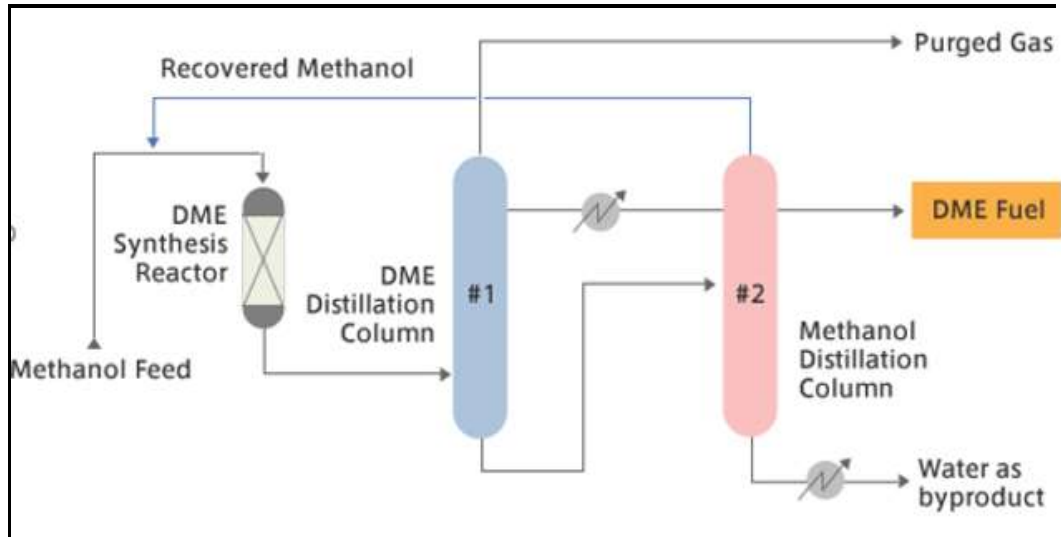 Purged Gas
Recovered Methanol
DME
Synthesis
Reactor
DME Fuel
DME
Distillation
Column
#1
#2
Methanol
Distillation
Column
Methanol Feed
Water as
byproduct